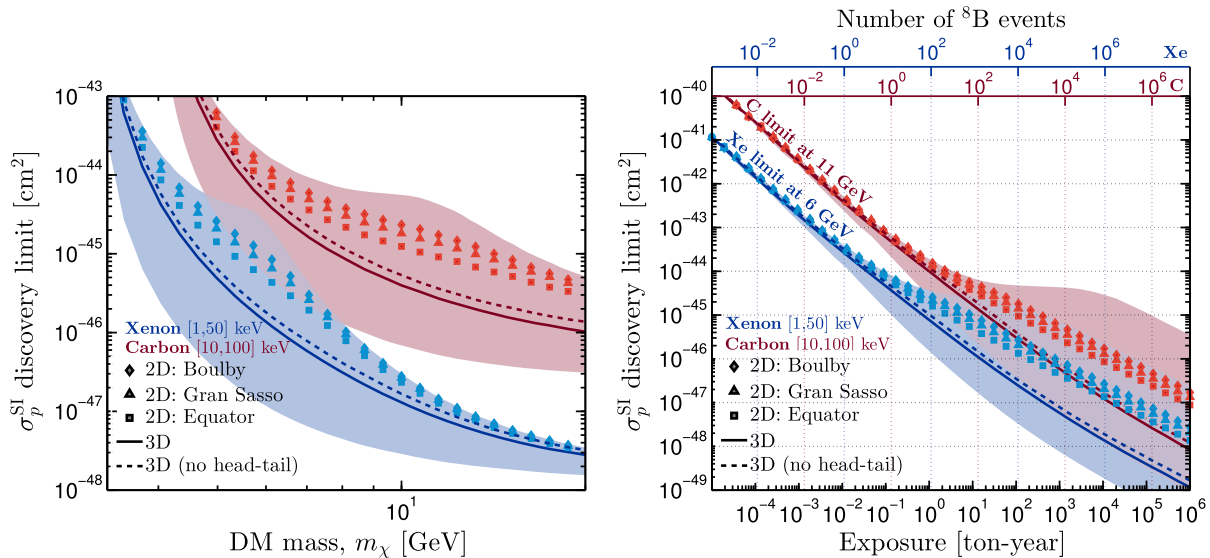 10⁻⁴³
10⁻⁴⁴
10⁻⁴⁵
10⁻⁴⁶
10⁻⁴⁷
10⁻⁴⁸
σₚˢᴵ discovery limit [cm²]
Xenon [1,50] keV
Carbon [10,100] keV
2D: Boulby
2D: Gran Sasso
2D: Equator
3D
3D (no head-tail)
10¹
DM mass, mᵪ [GeV]
Number of ⁸B events
10⁻² 10⁰ 10² 10⁴ 10⁶ Xe
10⁻² 10⁰ 10² 10⁴ 10⁶ C
10⁻⁴⁰
10⁻⁴¹
10⁻⁴²
10⁻⁴³
10⁻⁴⁴
10⁻⁴⁵
10⁻⁴⁶
10⁻⁴⁷
10⁻⁴⁸
10⁻⁴⁹
σₚˢᴵ discovery limit [cm²]
C limit at 11 GeV
Xe limit at 6 GeV
Xenon [1,50] keV
Carbon [10,100] keV
2D: Boulby
2D: Gran Sasso
2D: Equator
3D
3D (no head-tail)
10⁻⁴ 10⁻³ 10⁻² 10⁻¹ 10⁰ 10¹ 10² 10³ 10⁴ 10⁵ 10⁶
Exposure [ton-year]